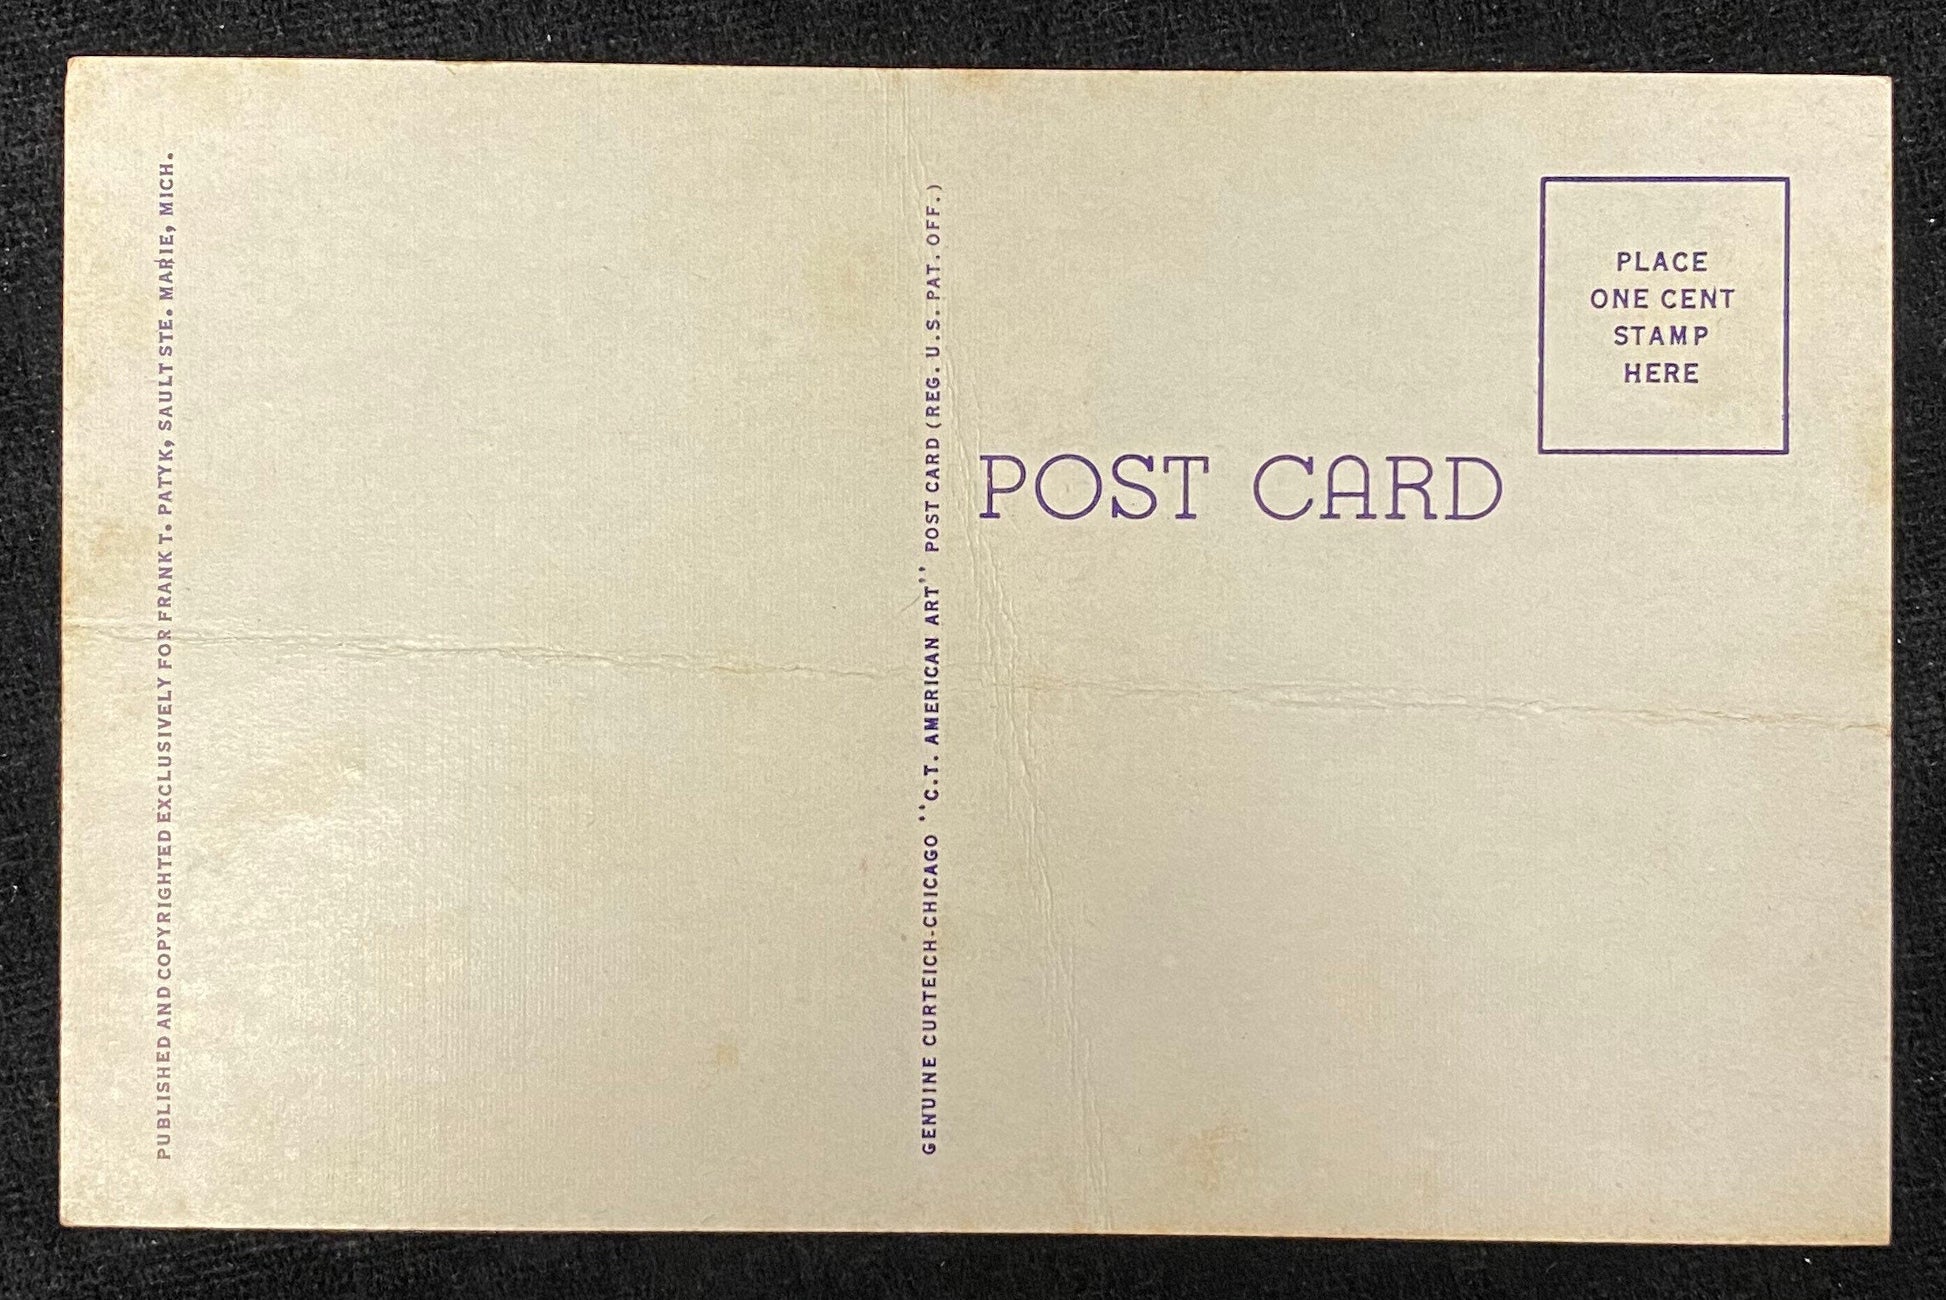 PUBLISHED AND COPYRIGHTED EXCLUSIVELY FOR FRANK T. PATYK, SAULT STE. MARIE, MICH.
GENUINE CURTEICH-CHICAGO "C.T. AMERICAN ART" POST CARD (REG. U.S. PAT. OFF.)
POST CARD
PLACE
ONE CENT
STAMP
HERE